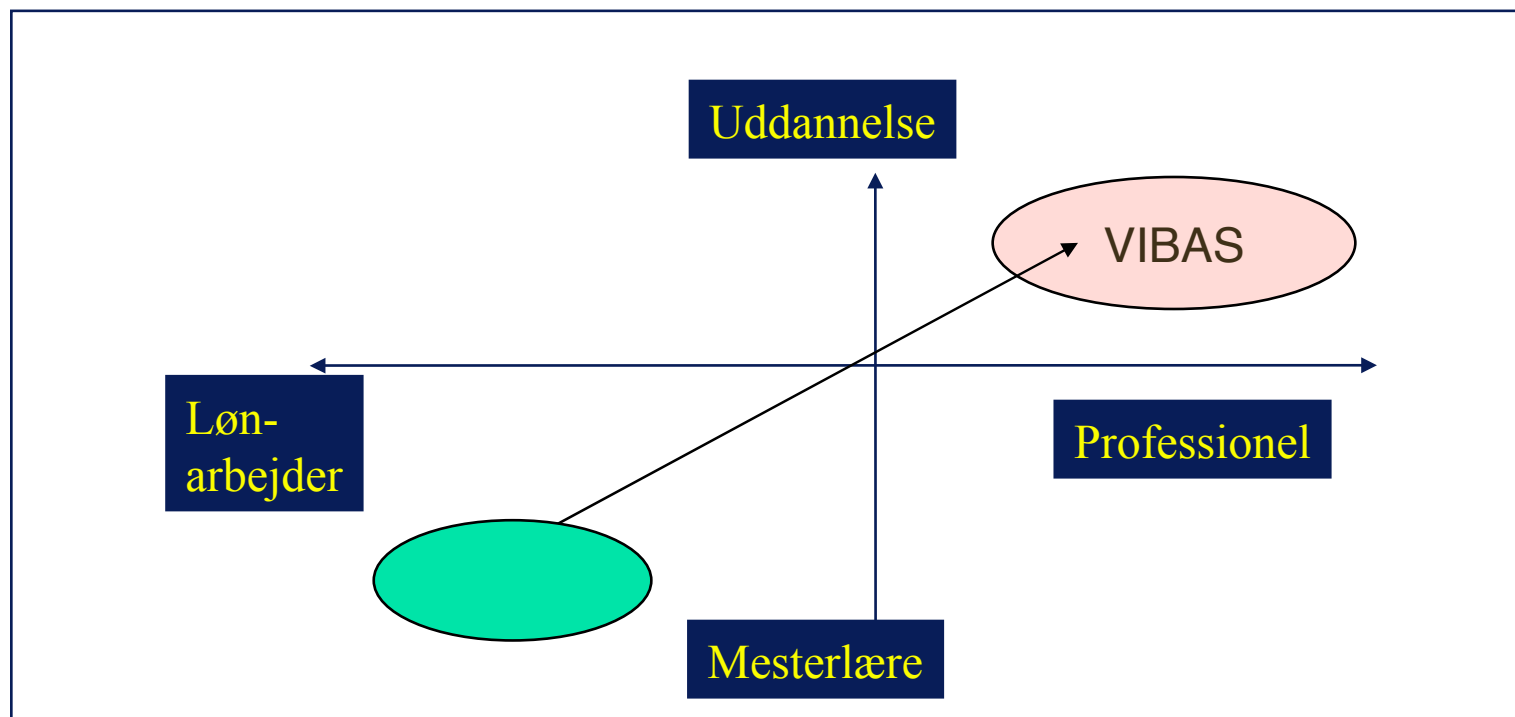 Uddannelse
VIBAS
Løn-
arbejder
Professionel
Mesterlære